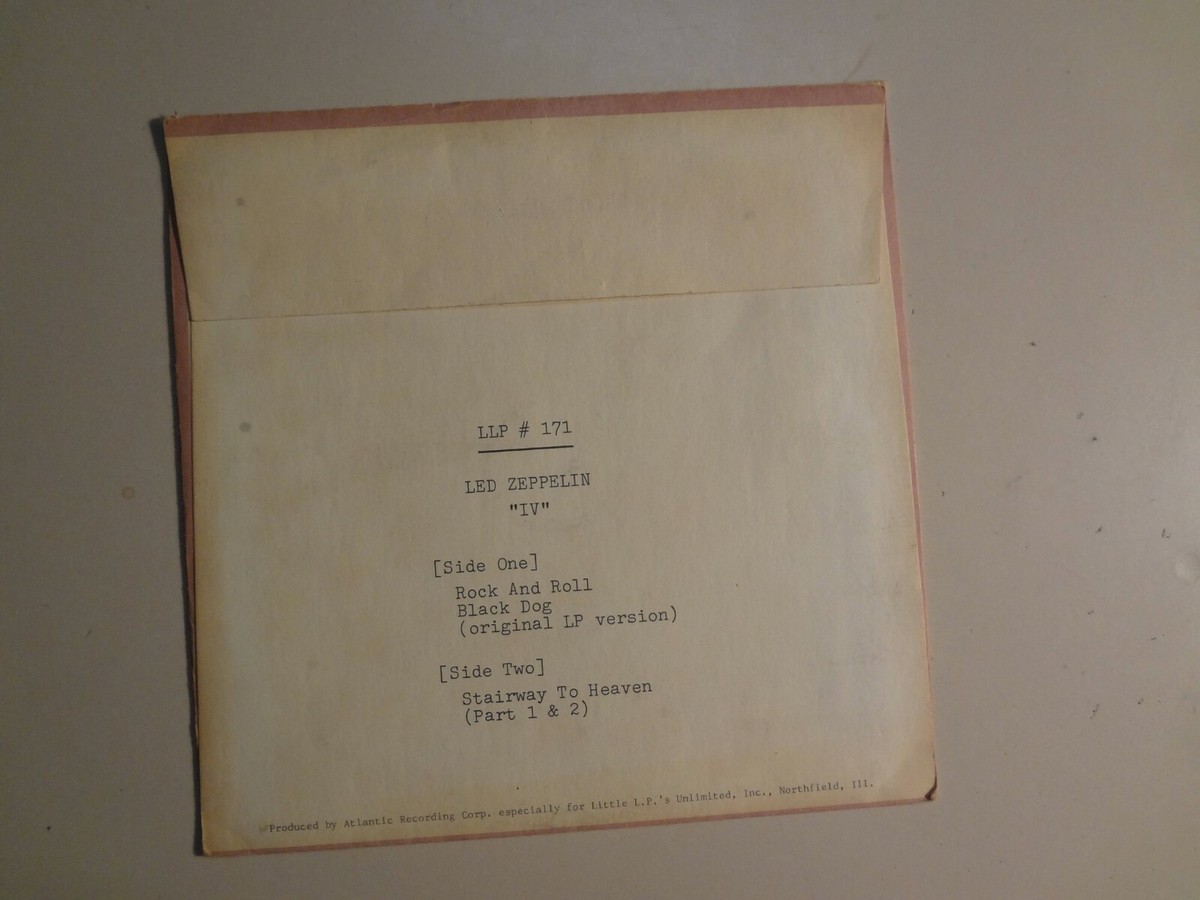 LLP # 171
LED ZEPPELIN
"IV"
[Side One]
Rock And Roll
Black Dog
(original LP version)
[Side Two]
Stairway To Heaven
(Part 1 & 2)
Produced by Atlantic Recording Corp. especially for Little L.P.'s Unlimited, Inc., Northfield, Ill.